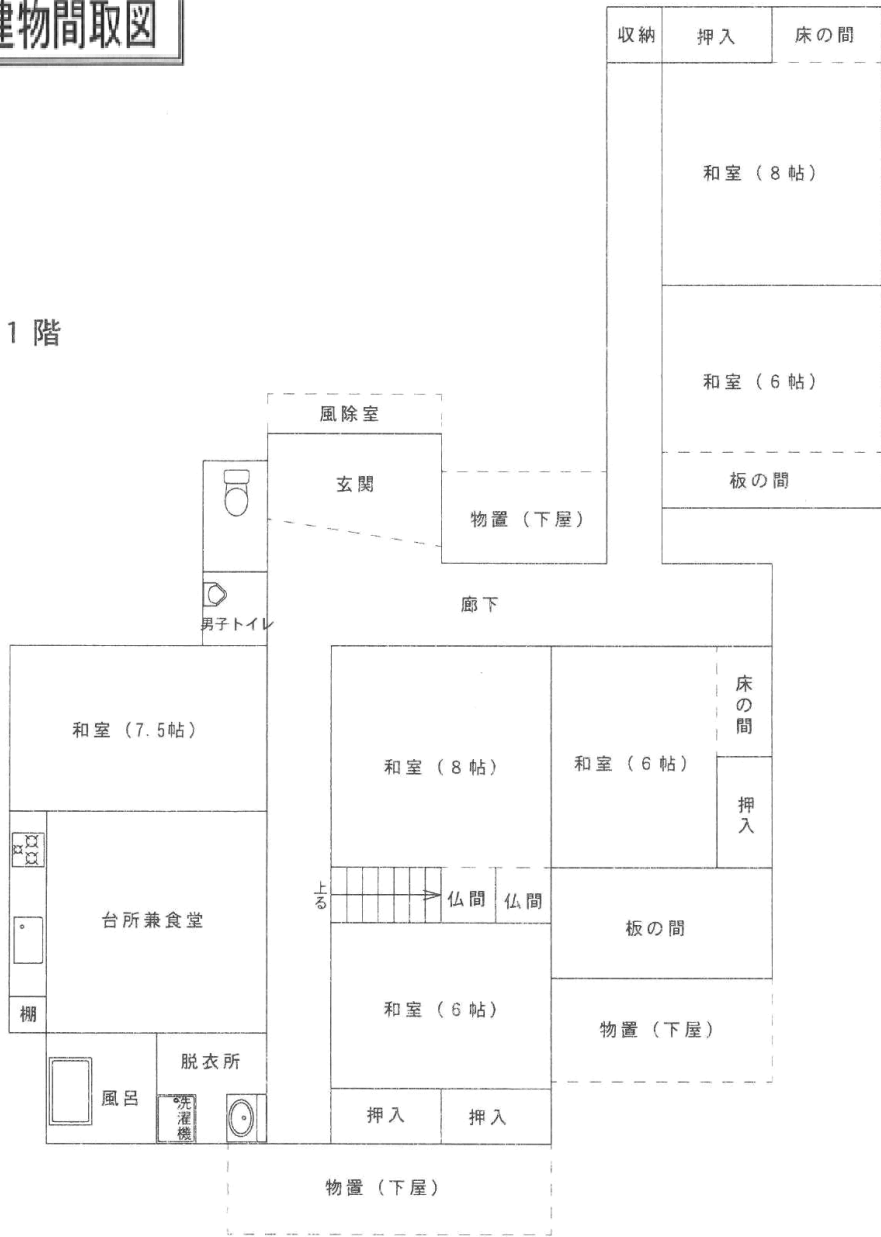 建物間取図
収納
押入
床の間
和室(8帖)
1階
和室(6帖)
風除室
玄関
板の間
物置(下屋)
廊下
男子トイレ
和室(7.5帖)
和室(8帖)
和室(6帖)
床の間
押入
上る
仏間
仏間
台所兼食堂
板の間
和室(6帖)
棚
物置(下屋)
脱衣所
風呂
洗濯機
押入
押入
物置(下屋)